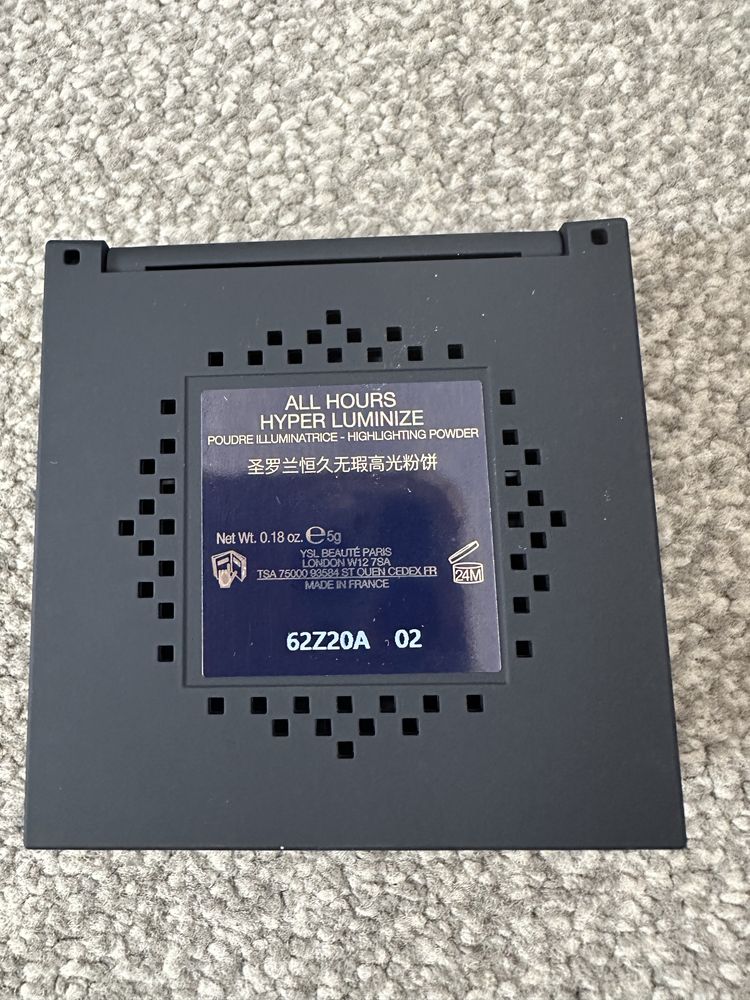 ALL HOURS
HYPER LUMINIZE
POUDRE ILLUMINATRICE - HIGHLIGHTING POWDER
圣罗兰恒久无瑕高光粉饼
Net Wt. 0.18 oz. ℮5g
YSL BEAUTÉ PARIS
LONDON W12 7SA
TSA 75000 93584 ST OUEN CEDEX FR
MADE IN FRANCE
24M
62Z20A 02